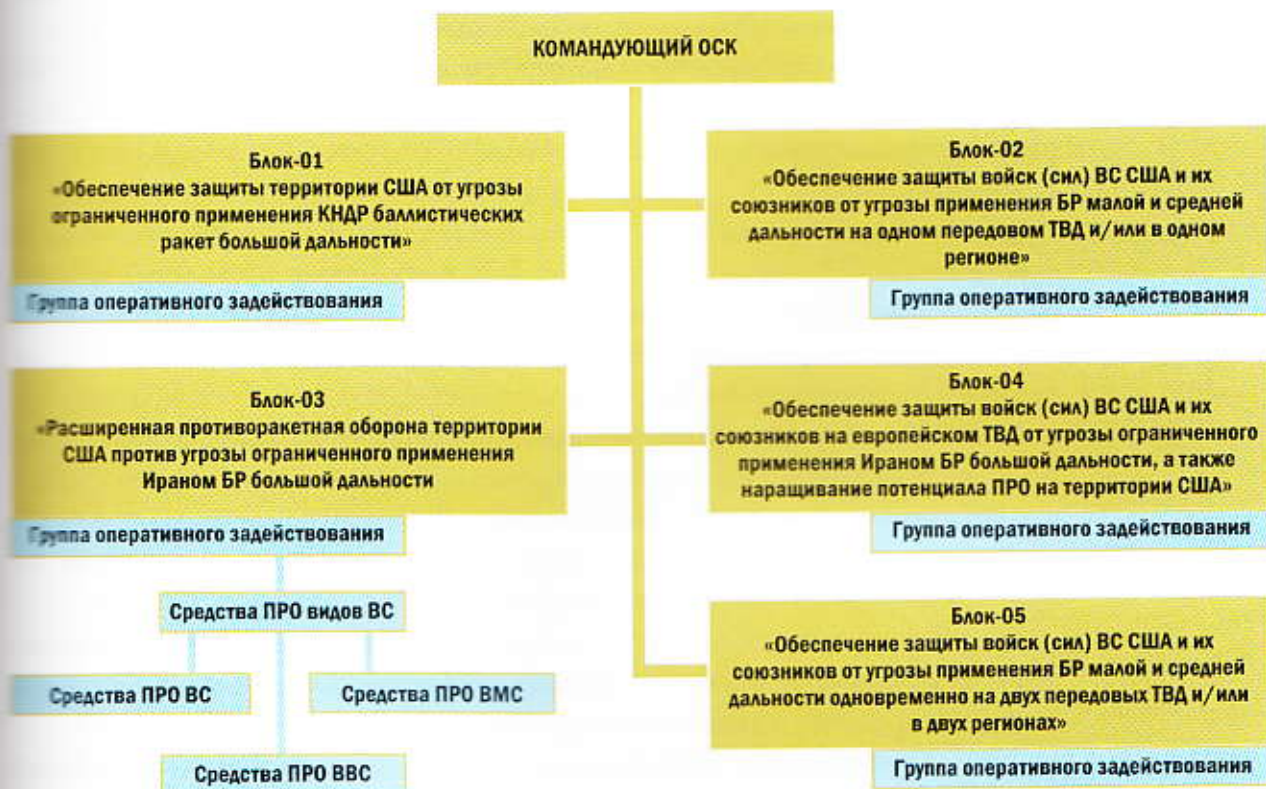 КОМАНДУЮЩИЙ ОСК
Блок-01
«Обеспечение защиты территории США от угрозы
ограниченного применения КНДР баллистических
ракет большой дальности»
Группа оперативного задействования
Блок-02
«Обеспечение защиты войск (сил) ВС США и их
союзников от угрозы применения БР малой и средней
дальности на одном передовом ТВД и/или в одном
регионе»
Группа оперативного задействования
Блок-03
«Расширенная противоракетная оборона территории
США против угрозы ограниченного применения
Ираном БР большой дальности
Группа оперативного задействования
Средства ПРО видов ВС
Средства ПРО ВС
Средства ПРО ВМС
Средства ПРО ВВС
Блок-04
«Обеспечение защиты войск (сил) ВС США и их
союзников на европейском ТВД от угрозы ограниченного
применения Ираном БР большой дальности, а также
наращивание потенциала ПРО на территории США»
Группа оперативного задействования
Блок-05
«Обеспечение защиты войск (сил) ВС США и их
союзников от угрозы применения БР малой и средней
дальности одновременно на двух передовых ТВД и/или
в двух регионах»
Группа оперативного задействования